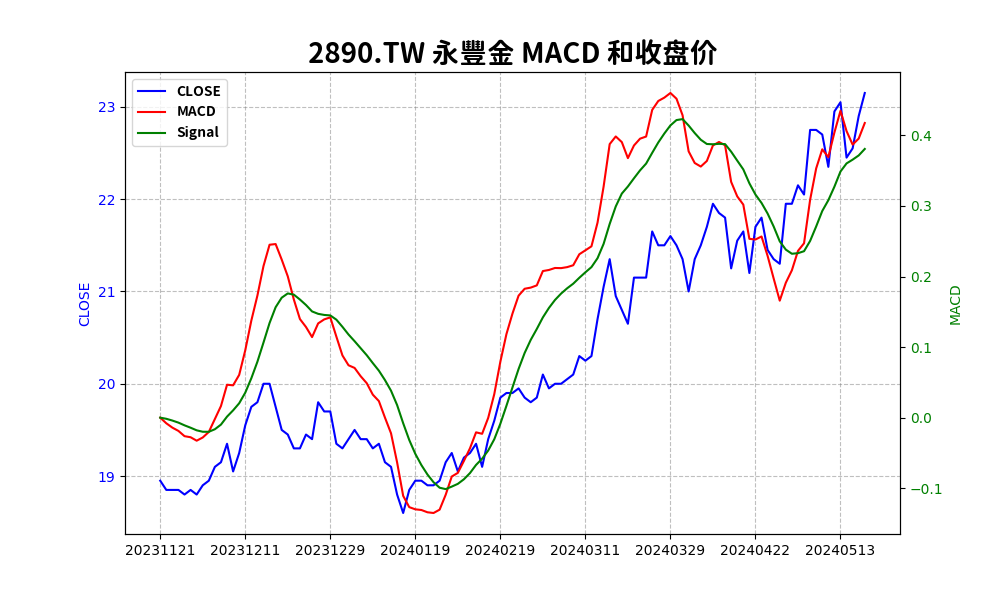 2890.TW 永豐金 MACD 和收盘价
CLOSE
MACD
Signal
23
22
21
20
19
CLOSE
0.4
0.3
0.2
0.1
0.0
−0.1
MACD
20231121 20231211 20231229 20240119 20240219 20240311 20240329 20240422 20240513